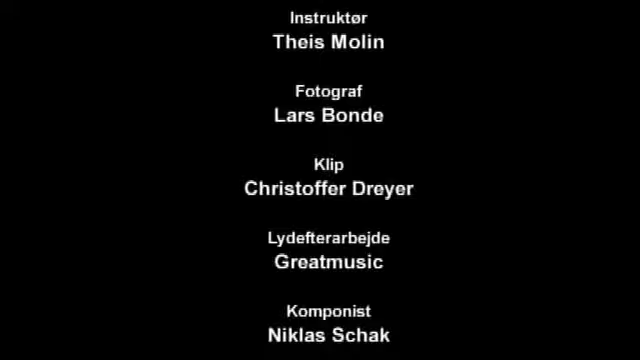 Instruktør
Theis Molin
Fotograf
Lars Bonde
Klip
Christoffer Dreyer
Lydefterarbejde
Greatmusic
Komponist
Niklas Schak